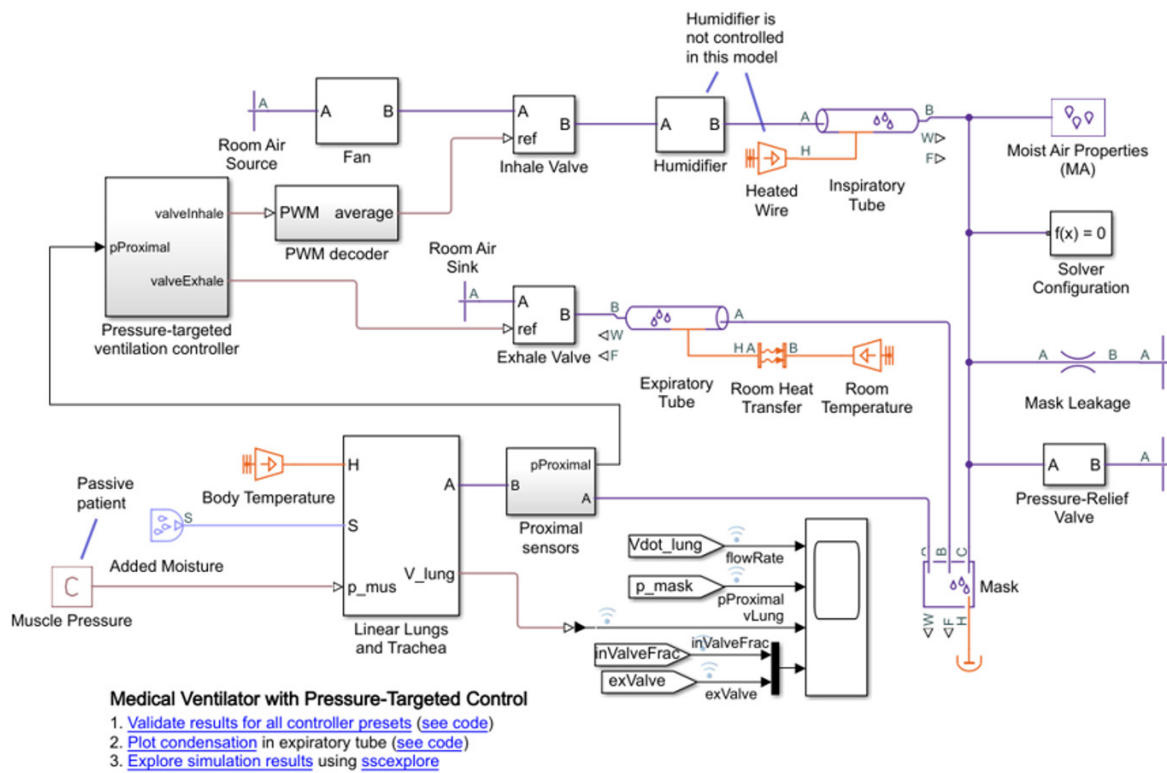 Humidifier is
not controlled
in this model
A
A
B
Fan
Room Air
Source
A
ref
B
Inhale Valve
A
B
Humidifier
H
Heated
Wire
A
B
W
F
Inspiratory
Tube
Moist Air Properties
(MA)
f(x) = 0
Solver
Configuration
pProximal
valveInhale
valveExhale
Pressure-targeted
ventilation controller
PWM
average
PWM decoder
Room Air
Sink
A
A
ref
B
Exhale Valve
B
W
F
A
Expiratory
Tube
H A
B
Room Heat
Transfer
Room
Temperature
A
B
A
Mask Leakage
A
B
A
Pressure-Relief
Valve
Body Temperature
Passive
patient
S
Added Moisture
C
Muscle Pressure
H
S
p_mus
A
V_lung
Linear Lungs
and Trachea
B
pProximal
A
Proximal
sensors
Vdot_lung
flowRate
p_mask
pProximal
vLung
inValveFrac
inValveFrac
exValve
exValve
B
C
Mask
W
F
H
Medical Ventilator with Pressure-Targeted Control
1. Validate results for all controller presets (see code)
2. Plot condensation in expiratory tube (see code)
3. Explore simulation results using sscexplore